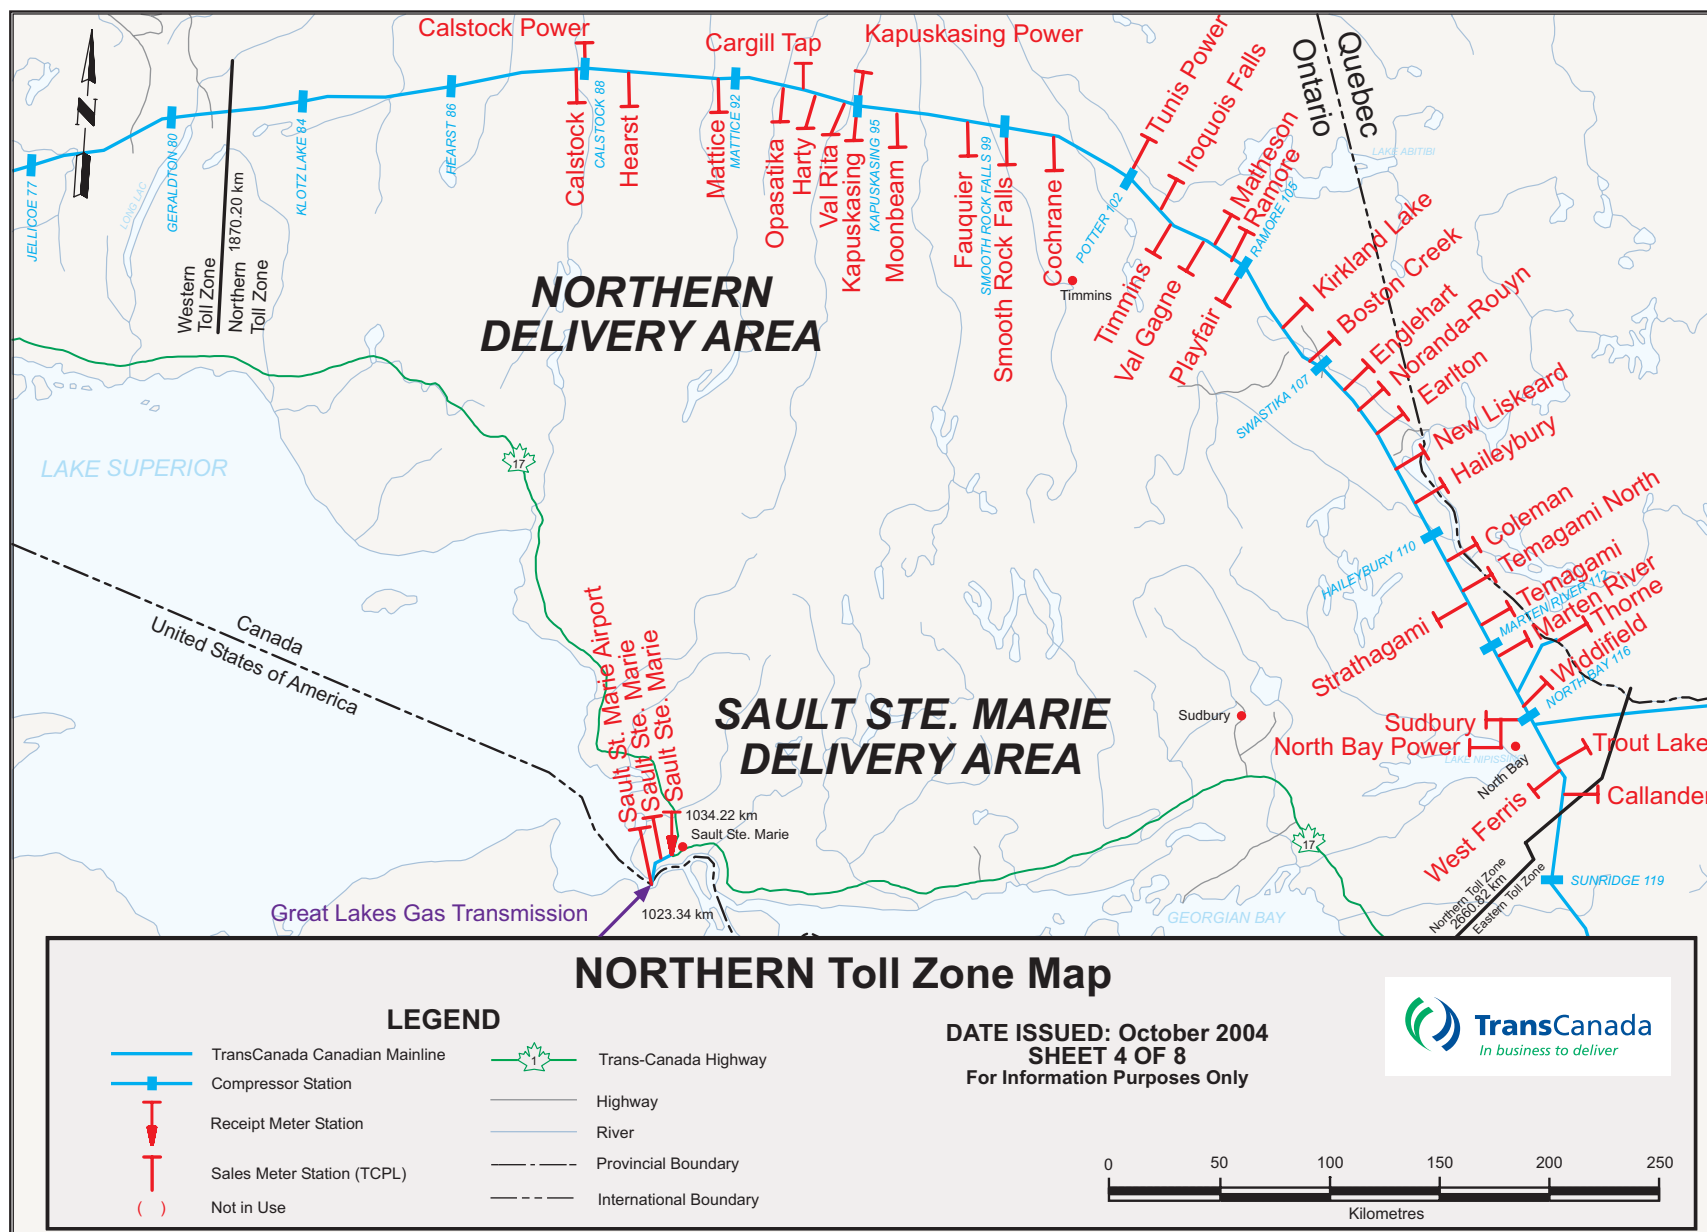 Calstock Power
Cargill Tap
Kapuskasing Power
Tunis Power
Iroquois Falls
Quebec
Ontario
N
JELLICOE 77
LONG LAC
GERALDTON 80
1870.20 km
Western
Toll Zone
Northern
Toll Zone
KLOTZ LAKE 84
HEARST 86
Calstock
CALSTOCK 88
Hearst
Mattice
MATTICE 92
Opasatika
Harty
Val Rita
Kapuskasing
KAPUSKASING 95
Moonbeam
Fauquier
SMOOTH ROCK FALLS 99
Smooth Rock Falls
Cochrane
POTTER 102
Timmins
Timmins
Val Gagne
Playfair
Matheson
Ramore
RAMORE 105
LAKE ABITIBI
Kirkland Lake
Boston Creek
SWASTIKA 107
Englehart
Noranda-Rouyn
Earlton
New Liskeard
Haileybury
HAILEYBURY 110
Coleman
Temagami North
Temagami
MARTEN RIVER 112
Marten River
Strathagami
Thorne
Widdifield
NORTH BAY 116
Sudbury
North Bay Power
LAKE NIPISSING
North Bay
Trout Lake
West Ferris
Callander
SUNRIDGE 119
Northern Toll Zone
2660.82 km
Eastern Toll Zone
NORTHERN
DELIVERY AREA
LAKE SUPERIOR
17
Canada
United States of America
Sault St. Marie Airport
Sault Ste. Marie
Sault Ste. Marie
SAULT STE. MARIE
DELIVERY AREA
Sudbury
1034.22 km
Sault Ste. Marie
17
Great Lakes Gas Transmission
1023.34 km
GEORGIAN BAY
NORTHERN Toll Zone Map
LEGEND
TransCanada Canadian Mainline
Compressor Station
Receipt Meter Station
Sales Meter Station (TCPL)
( ) Not in Use
1
Trans-Canada Highway
Highway
River
Provincial Boundary
International Boundary
DATE ISSUED: October 2004
SHEET 4 OF 8
For Information Purposes Only
TransCanada
In business to deliver
0 50 100 150 200 250
Kilometres